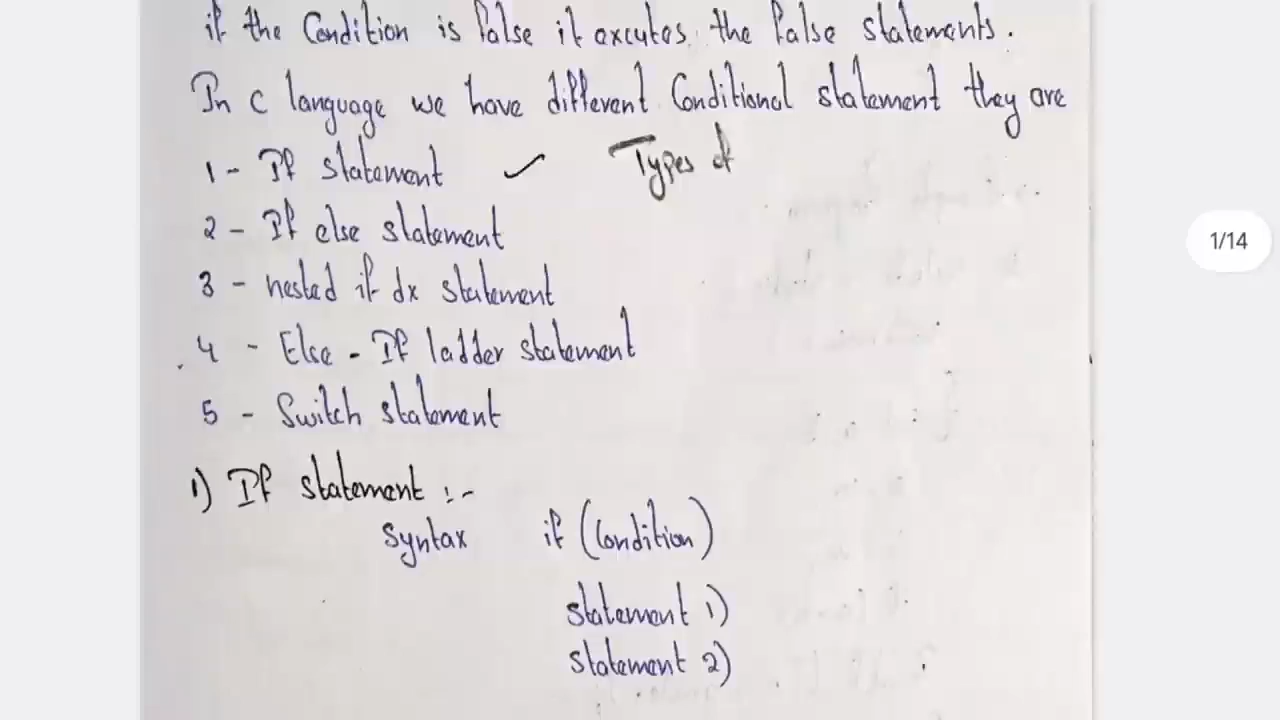 if the Condition is false it excutes the false statements.
In C language we have different Conditional statement they are
1 - If statement ✓ Types of
2 - If else statement
3 - nested if dx statement
4 - Else - If ladder statement
5 - Switch statement
1) If statement :-
Syntax if (Condition)
statement 1)
statement 2)
1/14